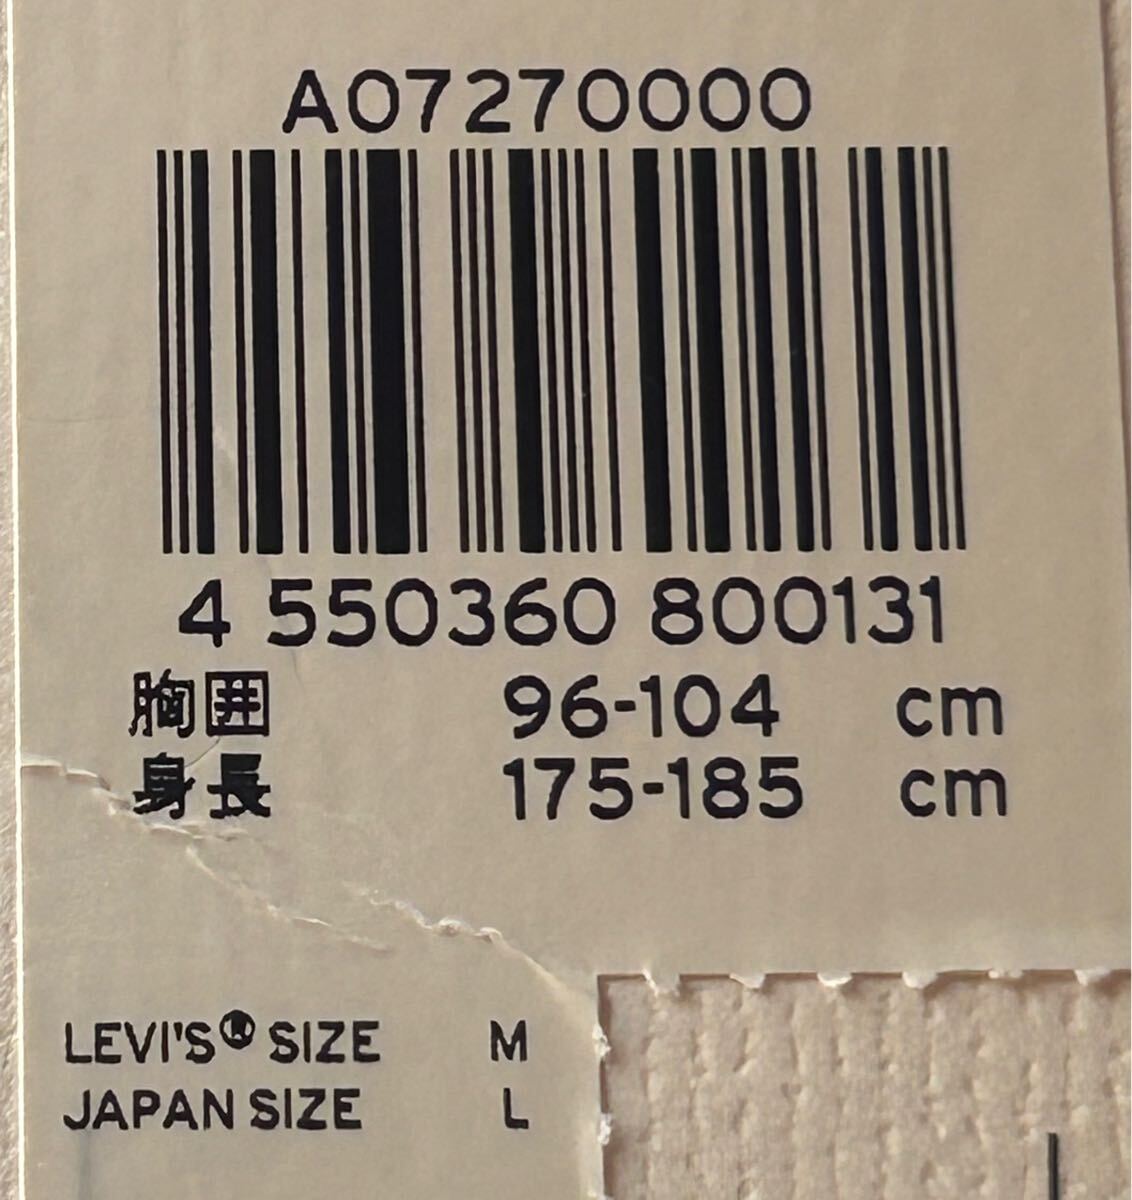 A07270000
4 550360 800131
胸囲 96-104 cm
身長 175-185 cm
LEVI'S® SIZE M
JAPAN SIZE L